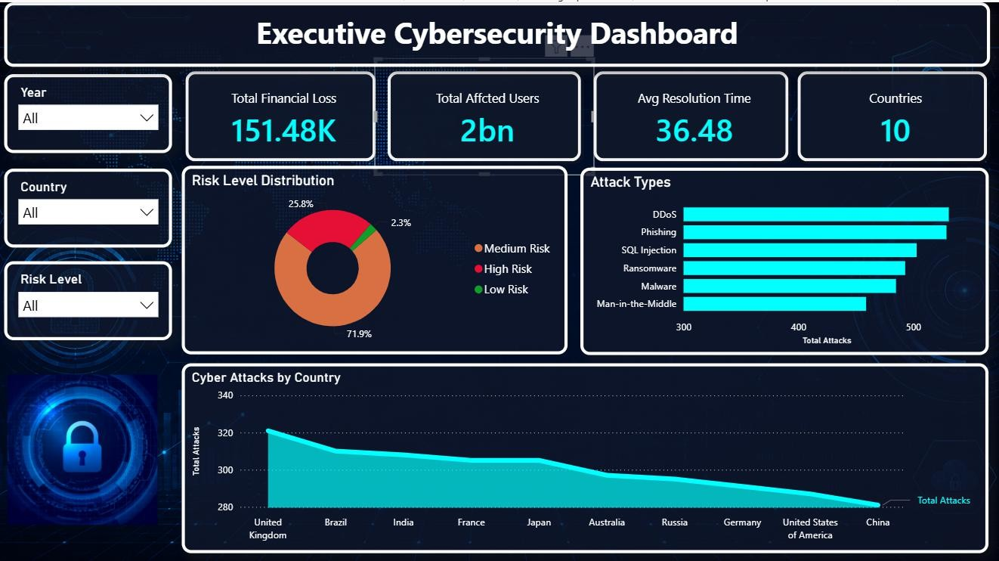 Executive Cybersecurity Dashboard
Year
All
Country
All
Risk Level
All
Total Financial Loss
151.48K
Total Affcted Users
2bn
Avg Resolution Time
36.48
Countries
10
Risk Level Distribution
25.8%
2.3%
71.9%
Medium Risk
High Risk
Low Risk
Attack Types
DDoS
Phishing
SQL Injection
Ransomware
Malware
Man-in-the-Middle
300 400 500
Total Attacks
Cyber Attacks by Country
Total Attacks
340
320
300
280
Total Attacks
United Kingdom
Brazil
India
France
Japan
Australia
Russia
Germany
United States of America
China